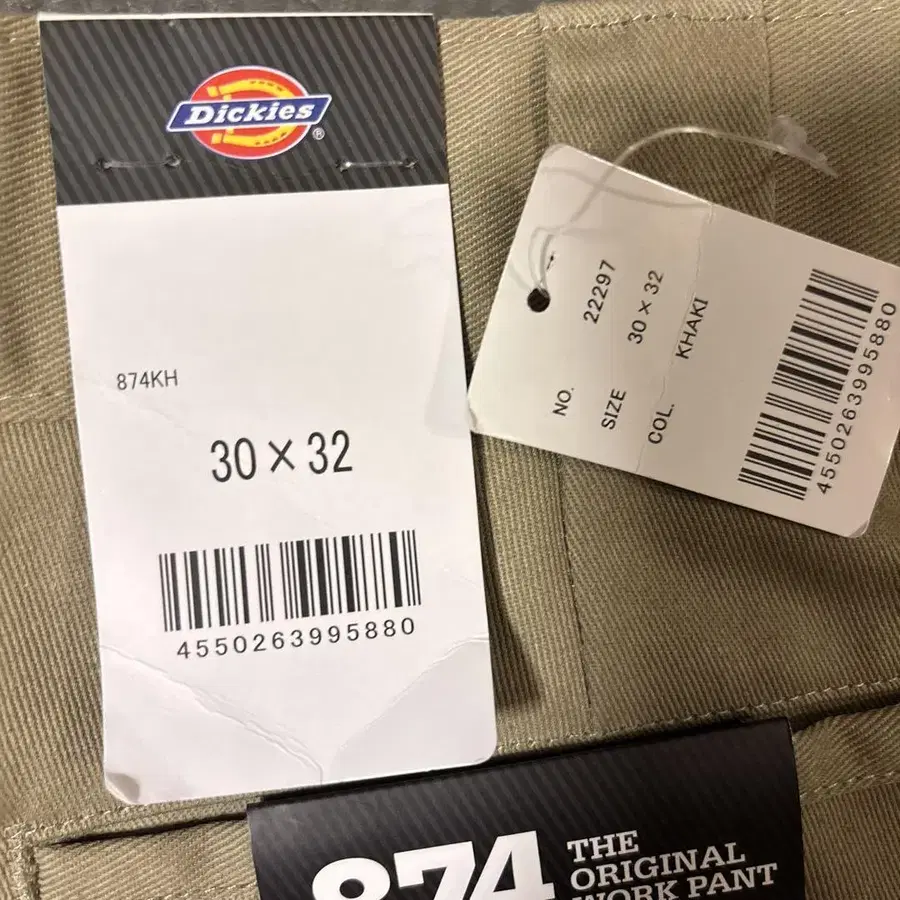 Dickies®
874KH
30 × 32
4550263995880
NO. 22297
SIZE 30 × 32
COL. KHAKI
4550263995880
874
THE
ORIGINAL
WORK PANT